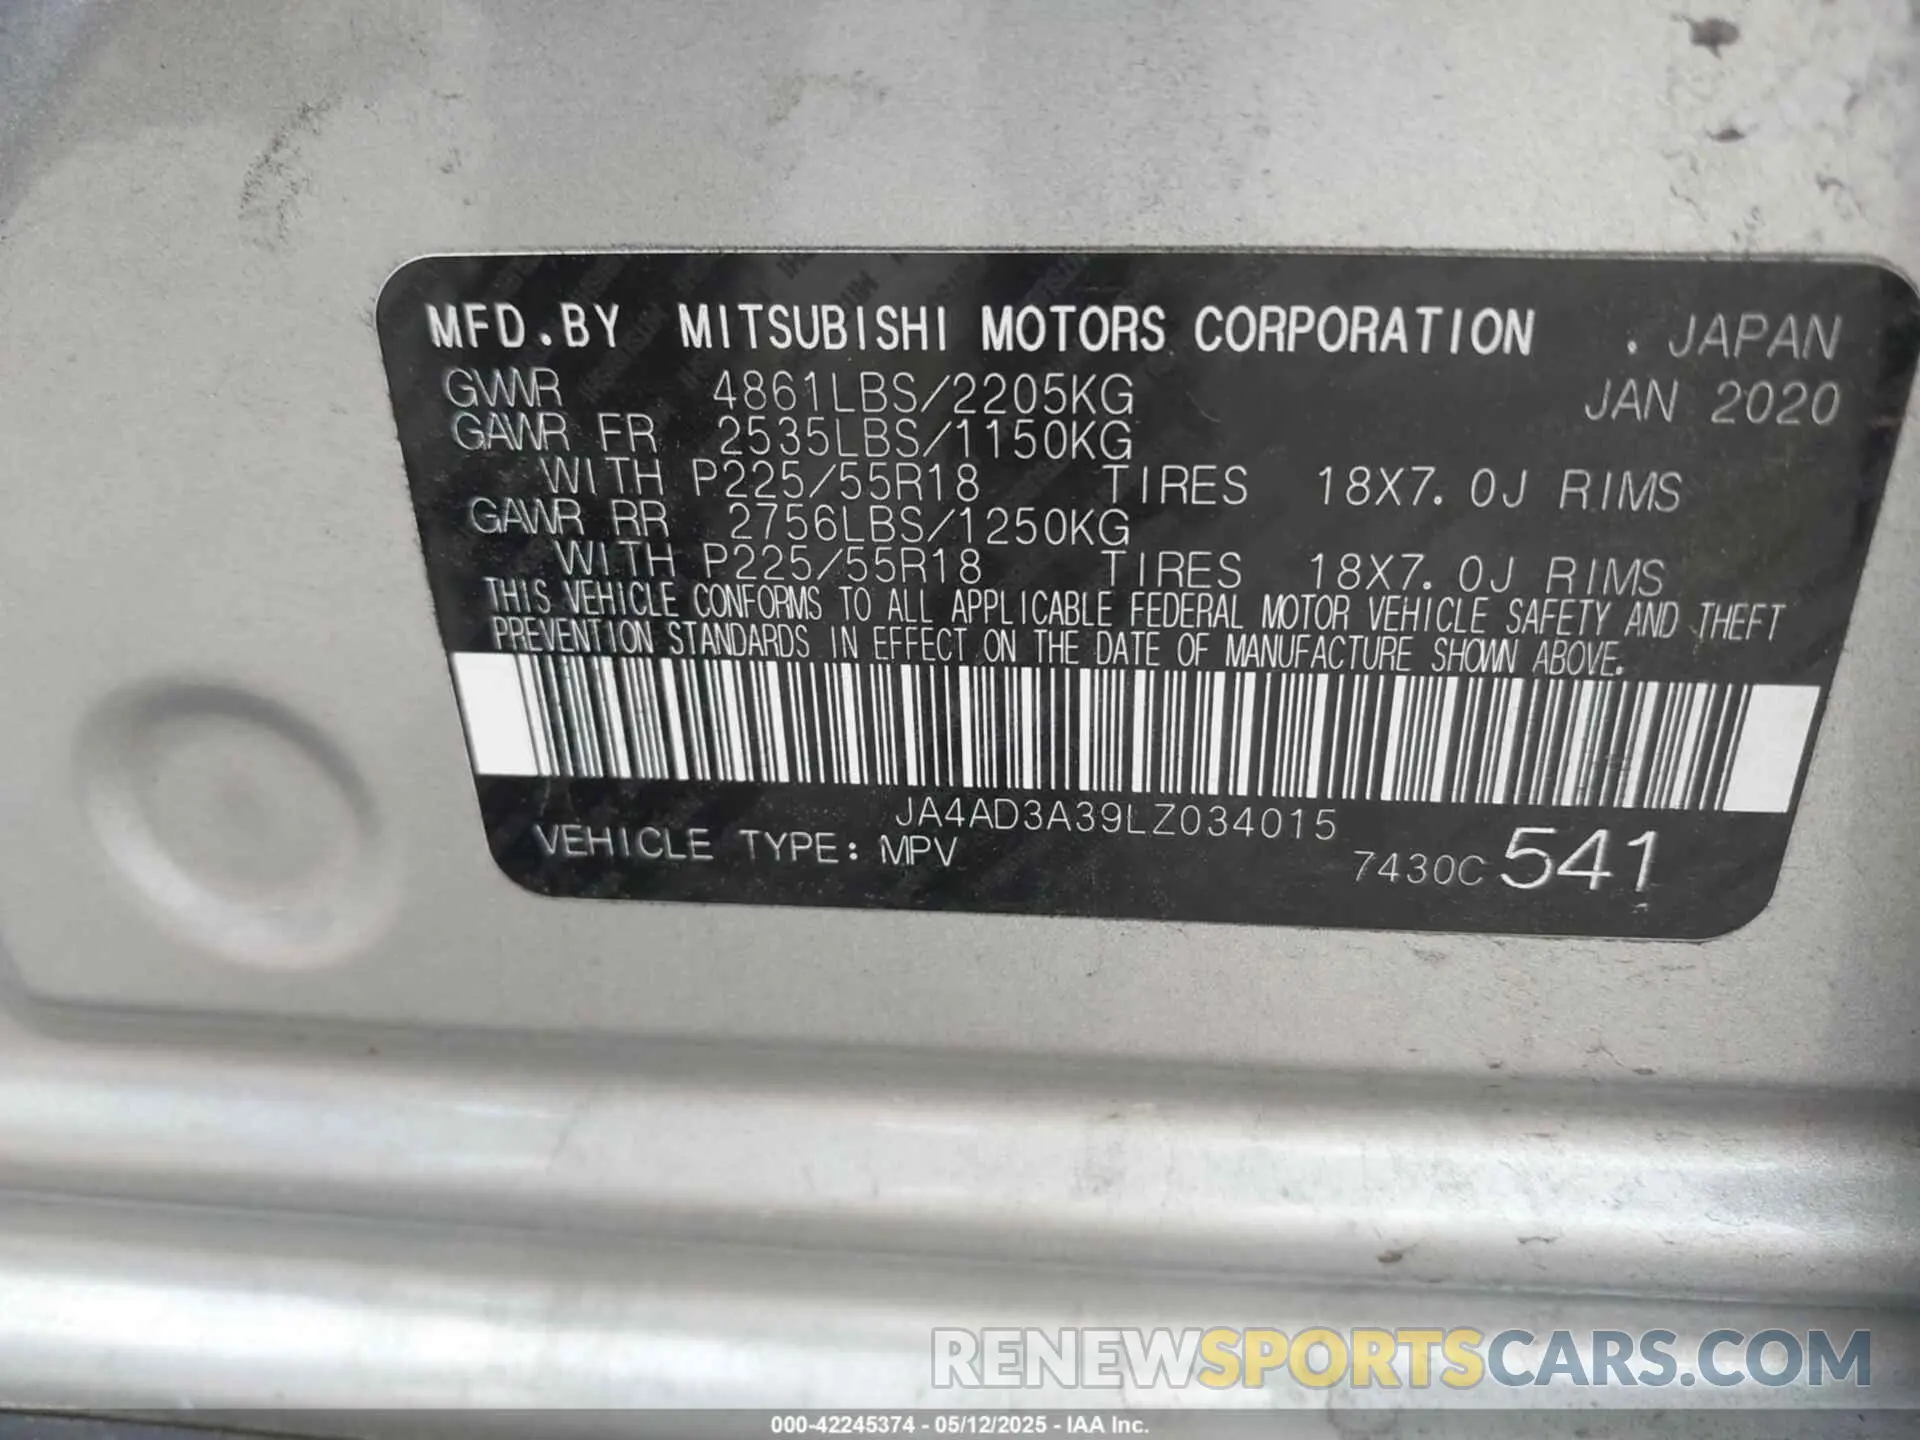 MFD.BY MITSUBISHI MOTORS CORPORATION . JAPAN
GVWR 4861LBS/2205KG JAN 2020
GAWR FR 2535LBS/1150KG
WITH P225/55R18 TIRES 18X7.0J RIMS
GAWR RR 2756LBS/1250KG
WITH P225/55R18 TIRES 18X7.0J RIMS
THIS VEHICLE CONFORMS TO ALL APPLICABLE FEDERAL MOTOR VEHICLE SAFETY AND THEFT
PREVENTION STANDARDS IN EFFECT ON THE DATE OF MANUFACTURE SHOWN ABOVE.
JA4AD3A39LZ034015
VEHICLE TYPE: MPV 7430C 541
RENEWSPORTSCARS.COM
000-42245374 - 05/12/2025 - IAA Inc.